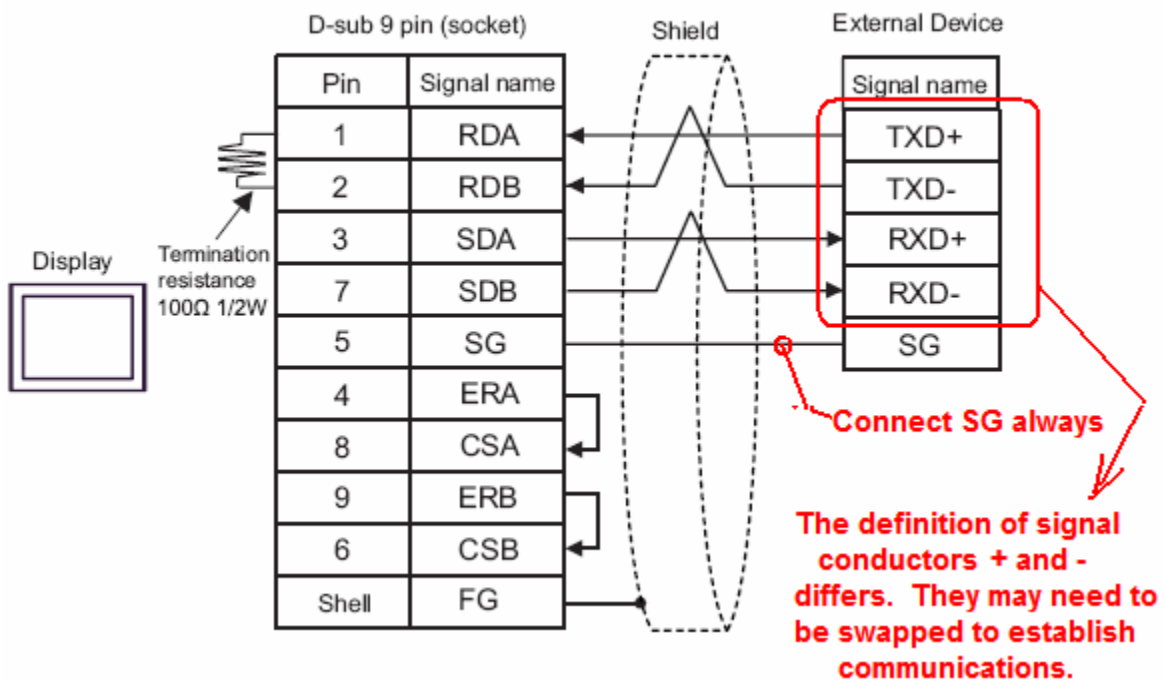 D-sub 9 pin (socket)
Shield
External Device
Pin Signal name
Signal name
1 RDA
TXD+
2 RDB
TXD-
3 SDA
RXD+
7 SDB
RXD-
5 SG
SG
4 ERA
8 CSA
9 ERB
6 CSB
Shell FG
Display
Termination
resistance
100Ω 1/2W
Connect SG always
The definition of signal
conductors + and -
differs. They may need to
be swapped to establish
communications.